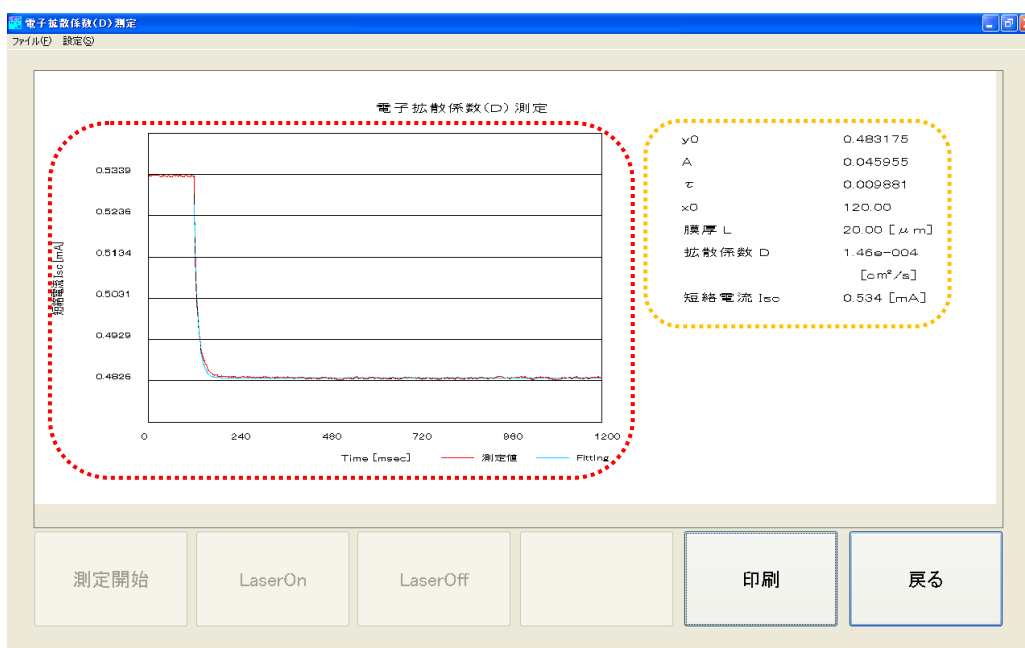 電子拡散係数(D)測定
ファイル(F) 設定(S)
電子拡散係数(D)測定
短絡電流Isc[mA]
0.5339
0.5236
0.5134
0.5031
0.4929
0.4826
0 240 480 720 960 1200
Time [msec] 測定値 Fitting
y0 0.483175
A 0.045955
τ 0.009881
x0 120.00
膜厚 L 20.00 [μm]
拡散係数 D 1.46e-004
[cm²/s]
短絡電流 Isc 0.534 [mA]
測定開始 LaserOn LaserOff 印刷 戻る